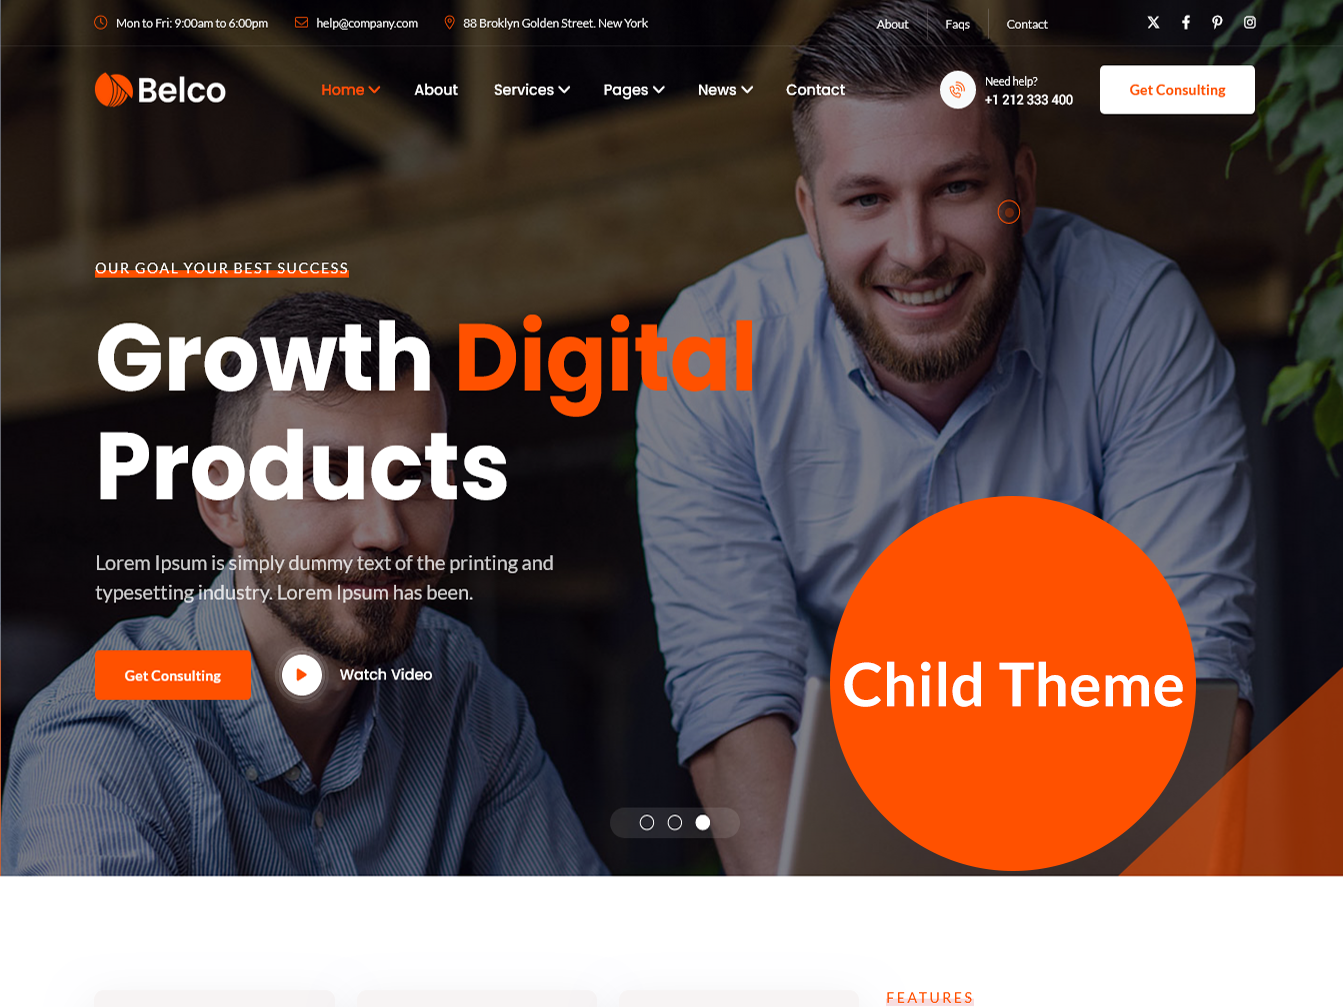 Mon to Fri: 9:00am to 6:00pm
help@company.com
88 Broklyn Golden Street. New York
About
Faqs
Contact
Belco
Home
About
Services
Pages
News
Contact
Need help?
+1 212 333 400
Get Consulting
OUR GOAL YOUR BEST SUCCESS
Growth Digital
Products
Lorem Ipsum is simply dummy text of the printing and
typesetting industry. Lorem Ipsum has been.
Get Consulting
Watch Video
Child Theme
FEATURES